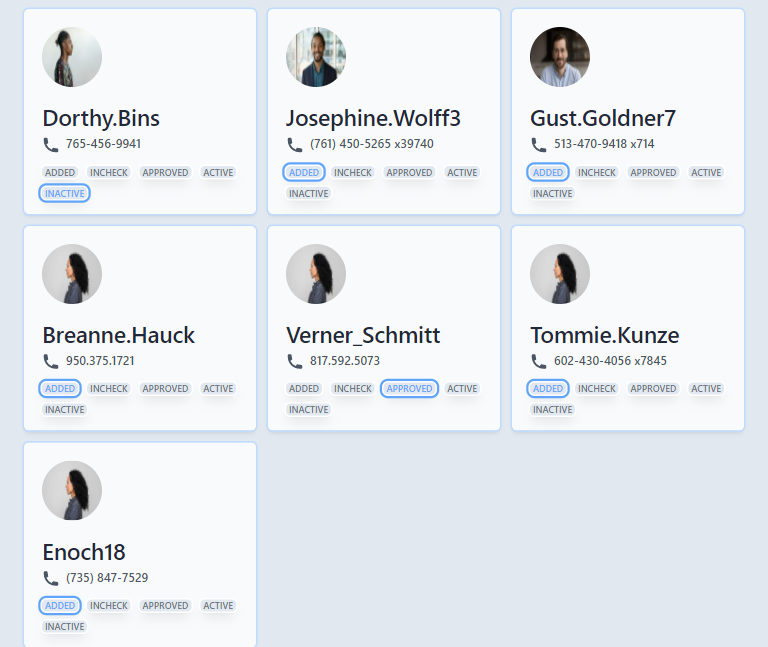 Dorthy.Bins
765-456-9941
ADDED INCHECK APPROVED ACTIVE
INACTIVE
Josephine.Wolff3
(761) 450-5265 x39740
ADDED INCHECK APPROVED ACTIVE
INACTIVE
Gust.Goldner7
513-470-9418 x714
ADDED INCHECK APPROVED ACTIVE
INACTIVE
Breanne.Hauck
950.375.1721
ADDED INCHECK APPROVED ACTIVE
INACTIVE
Verner_Schmitt
817.592.5073
ADDED INCHECK APPROVED ACTIVE
INACTIVE
Tommie.Kunze
602-430-4056 x7845
ADDED INCHECK APPROVED ACTIVE
INACTIVE
Enoch18
(735) 847-7529
ADDED INCHECK APPROVED ACTIVE
INACTIVE